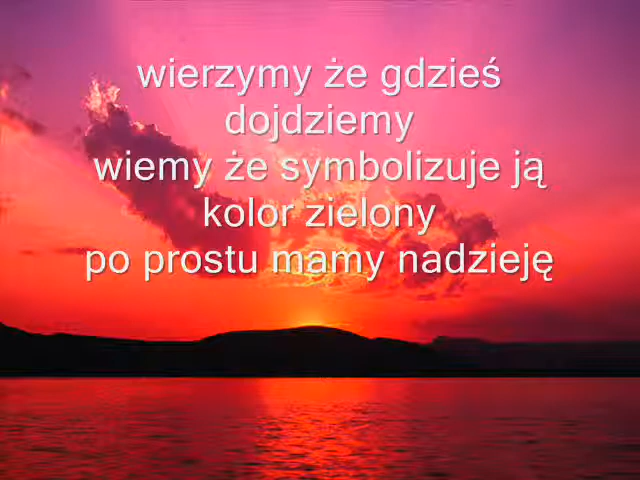 wierzymy że gdzieś
dojdziemy
wiemy że symbolizuje ją
kolor zielony
po prostu mamy nadzieję